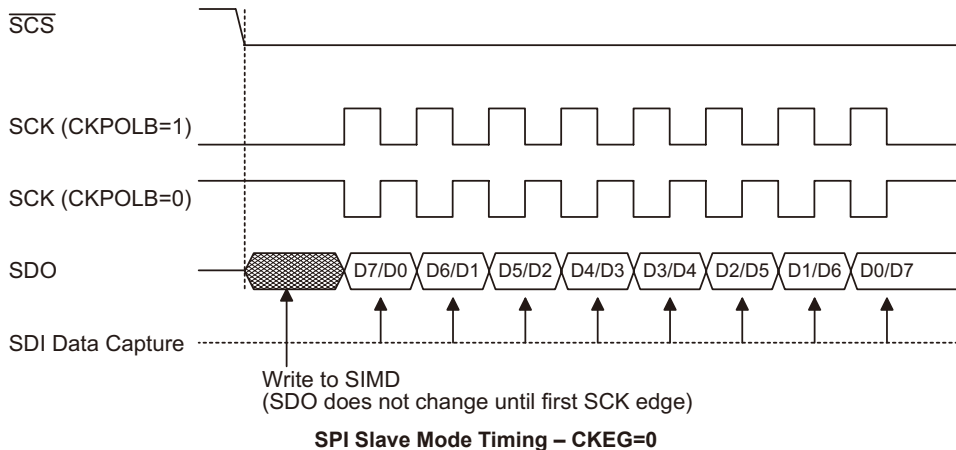 SCS
SCK (CKPOLB=1)
SCK (CKPOLB=0)
SDO
D7/D0 D6/D1 D5/D2 D4/D3 D3/D4 D2/D5 D1/D6 D0/D7
SDI Data Capture
Write to SIMD
(SDO does not change until first SCK edge)
SPI Slave Mode Timing – CKEG=0